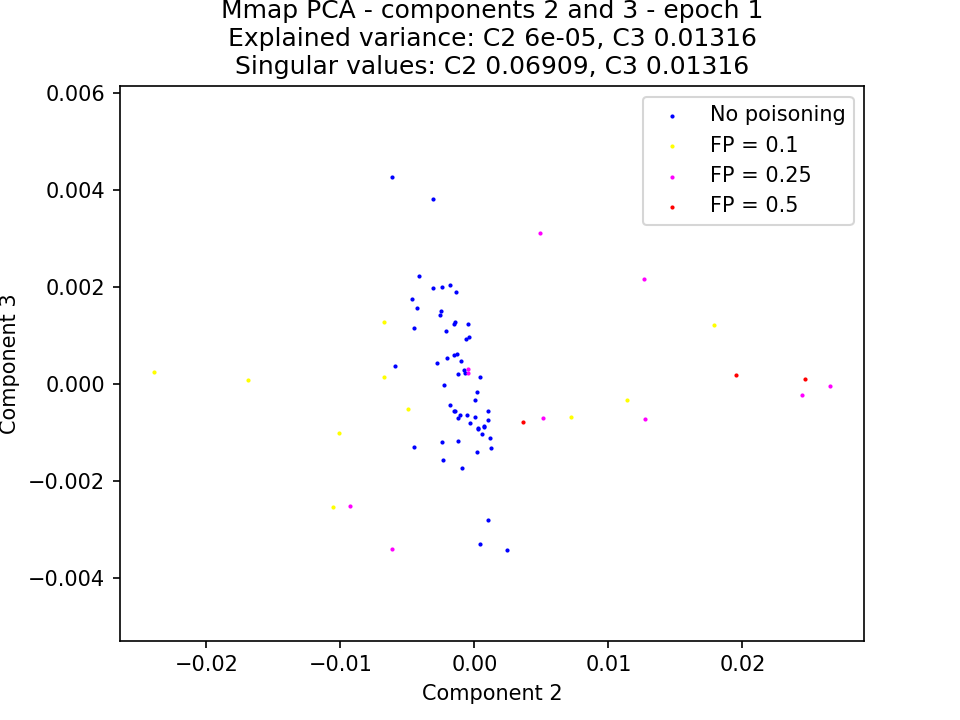 Mmap PCA - components 2 and 3 - epoch 1
Explained variance: C2 6e-05, C3 0.01316
Singular values: C2 0.06909, C3 0.01316
No poisoning
FP = 0.1
FP = 0.25
FP = 0.5
Component 3
0.006
0.004
0.002
0.000
−0.002
−0.004
−0.02
−0.01
0.00
0.01
0.02
Component 2